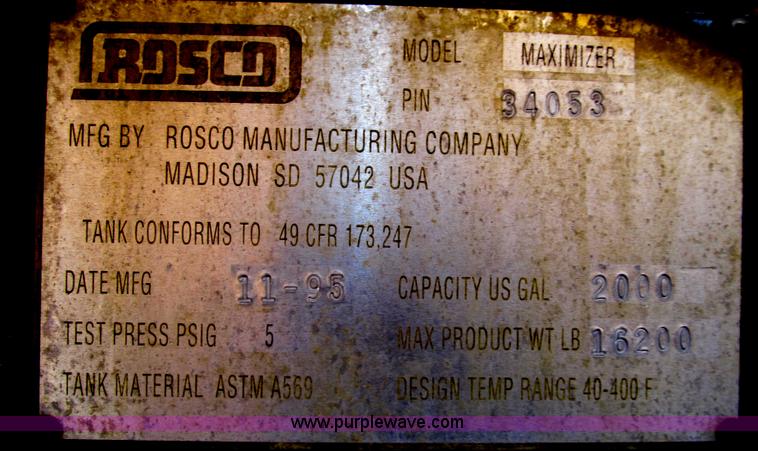 ROSCO
MODEL MAXIMIZER
PIN 34053
MFG BY ROSCO MANUFACTURING COMPANY
MADISON SD 57042 USA
TANK CONFORMS TO 49 CFR 173,247
DATE MFG 11-95 CAPACITY US GAL 2000
TEST PRESS PSIG 5 MAX PRODUCT WT LB 16200
TANK MATERIAL ASTM A569 DESIGN TEMP RANGE 40-400 F
www.purplewave.com